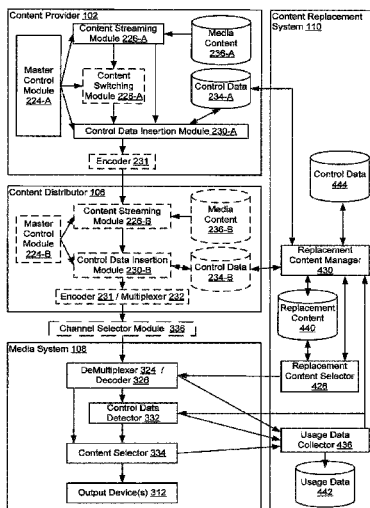 Content Provider 102
Content Streaming
Module 226-A
Master
Control
Module
224-A
Content
Switching
Module 228-A
Media
Content
236-A
Control Data
234-A
Control Data Insertion Module 230-A
Encoder 231
Content Distributor 106
Content Streaming
Module 226-B
Master
Control
Module
224-B
Control Data Insertion
Module 230-B
Media
Content
236-B
Control Data
234-B
Encoder 231 / Multiplexer 232
Channel Selector Module 336
Media System 108
DeMultiplexer 324 /
Decoder 326
Control Data
Detector 332
Content Selector 334
Output Device(s) 312
Content Replacement
System 110
Control Data
444
Replacement
Content Manager
430
Replacement
Content
440
Replacement
Content Selector
428
Usage Data
Collector 436
Usage Data
442